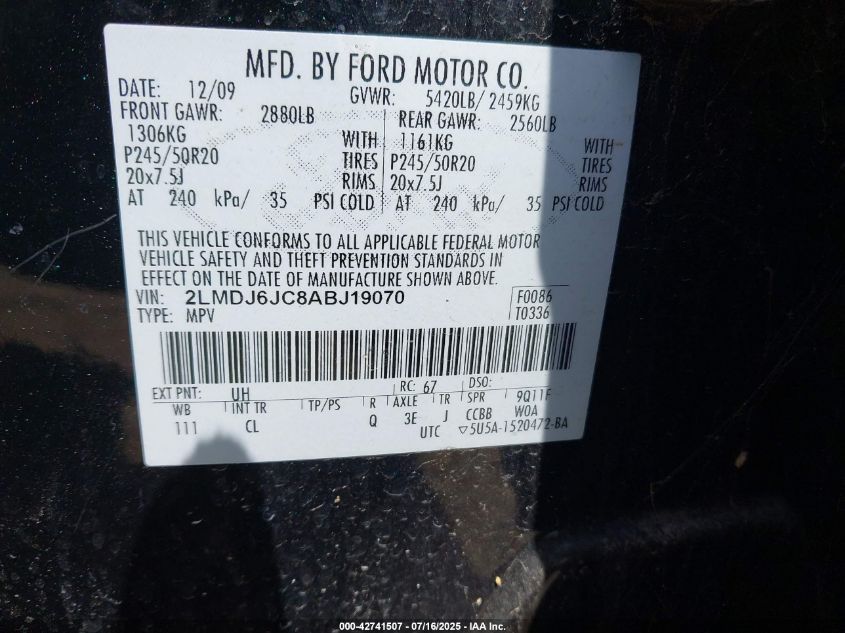 MFD. BY FORD MOTOR CO.
DATE: 12/09 GVWR: 5420LB/ 2459KG
FRONT GAWR: 2880LB REAR GAWR: 2560LB
1306KG WITH 1161KG WITH
P245/50R20 TIRES P245/50R20 TIRES
20x7.5J RIMS 20x7.5J RIMS
AT 240 kPa/ 35 PSI COLD AT 240 kPa/ 35 PSI COLD
THIS VEHICLE CONFORMS TO ALL APPLICABLE FEDERAL MOTOR
VEHICLE SAFETY AND THEFT PREVENTION STANDARDS IN
EFFECT ON THE DATE OF MANUFACTURE SHOWN ABOVE.
VIN: 2LMDJ6JC8ABJ19070 F0086
TYPE: MPV T0336
EXT PNT: UH RC: 67 DSO:
WB INT TR TP/PS R AXLE TR SPR 9Q11F
111 CL Q 3E J CCBB WOA
UTC ▽5U5A-1520472-BA
000-42741507 - 07/16/2025 - IAA Inc.